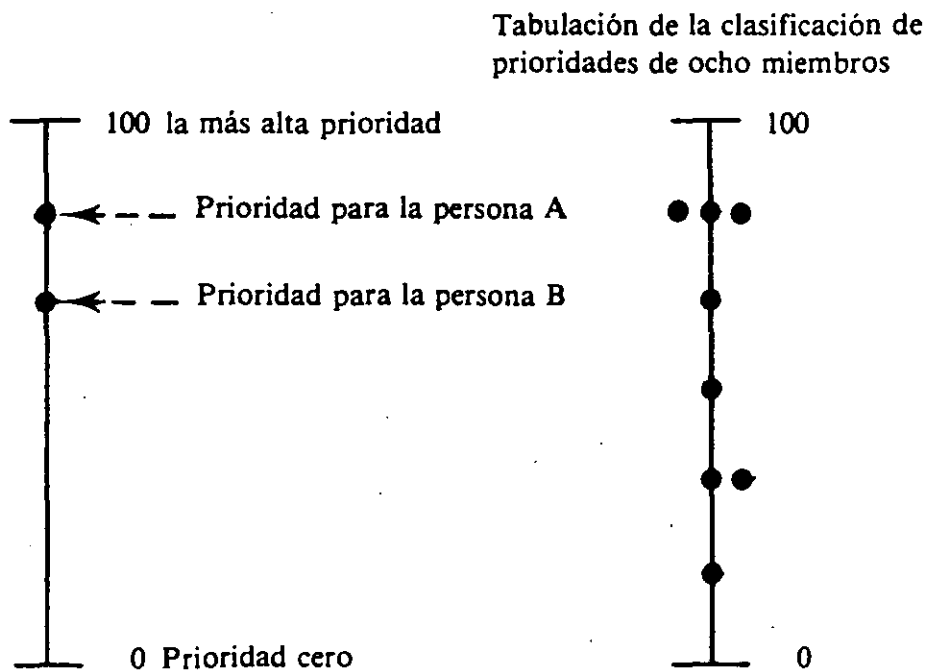 Tabulación de la clasificación de
prioridades de ocho miembros
100 la más alta prioridad
100
Prioridad para la persona A
Prioridad para la persona B
0 Prioridad cero
0